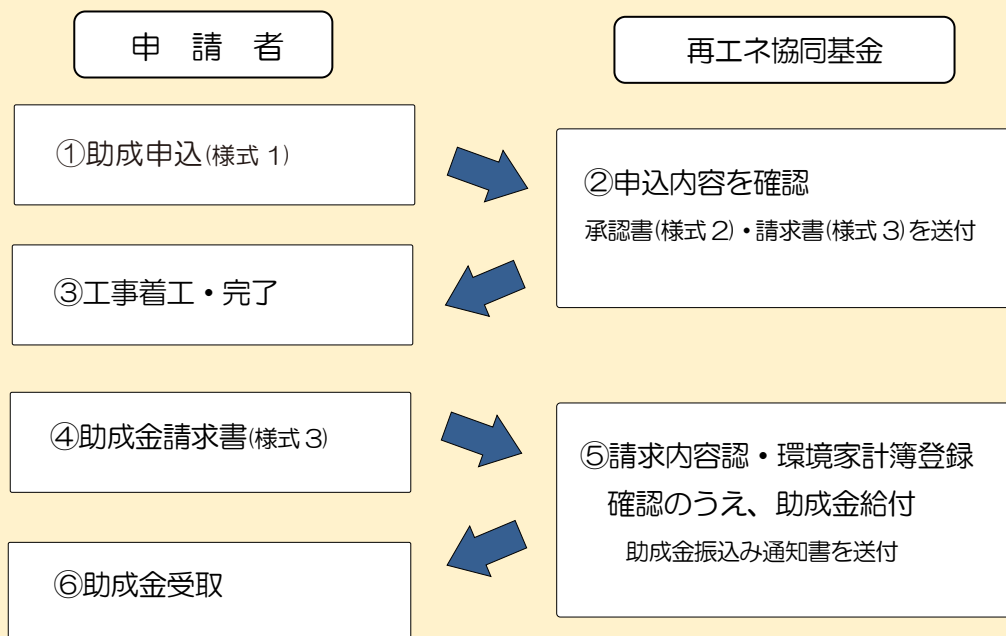 申 請 者
再エネ協同基金
①助成申込(様式 1)
②申込内容を確認
承認書(様式 2)・請求書(様式 3)を送付
③工事着工・完了
④助成金請求書(様式 3)
⑤請求内容認・環境家計簿登録
確認のうえ、助成金給付
助成金振込み通知書を送付
⑥助成金受取